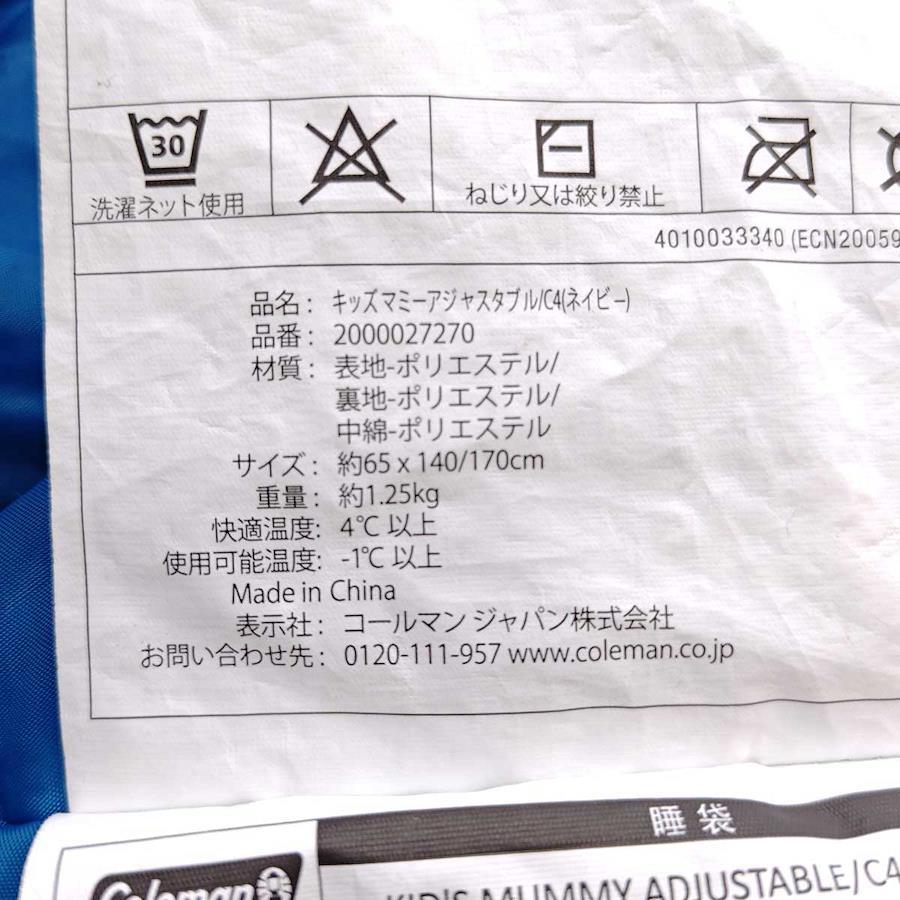 30
洗濯ネット使用
ねじり又は絞り禁止
4010033340 (ECN20059
品名： キッズマミーアジャスタブル/C4(ネイビー)
品番： 2000027270
材質： 表地-ポリエステル/
裏地-ポリエステル/
中綿-ポリエステル
サイズ： 約65 x 140/170cm
重量： 約1.25kg
快適温度: 4℃ 以上
使用可能温度: -1℃ 以上
Made in China
表示社： コールマン ジャパン株式会社
お問い合わせ先： 0120-111-957 www.coleman.co.jp
睡袋
Coleman
KID'S MUMMY ADJUSTABLE/C4